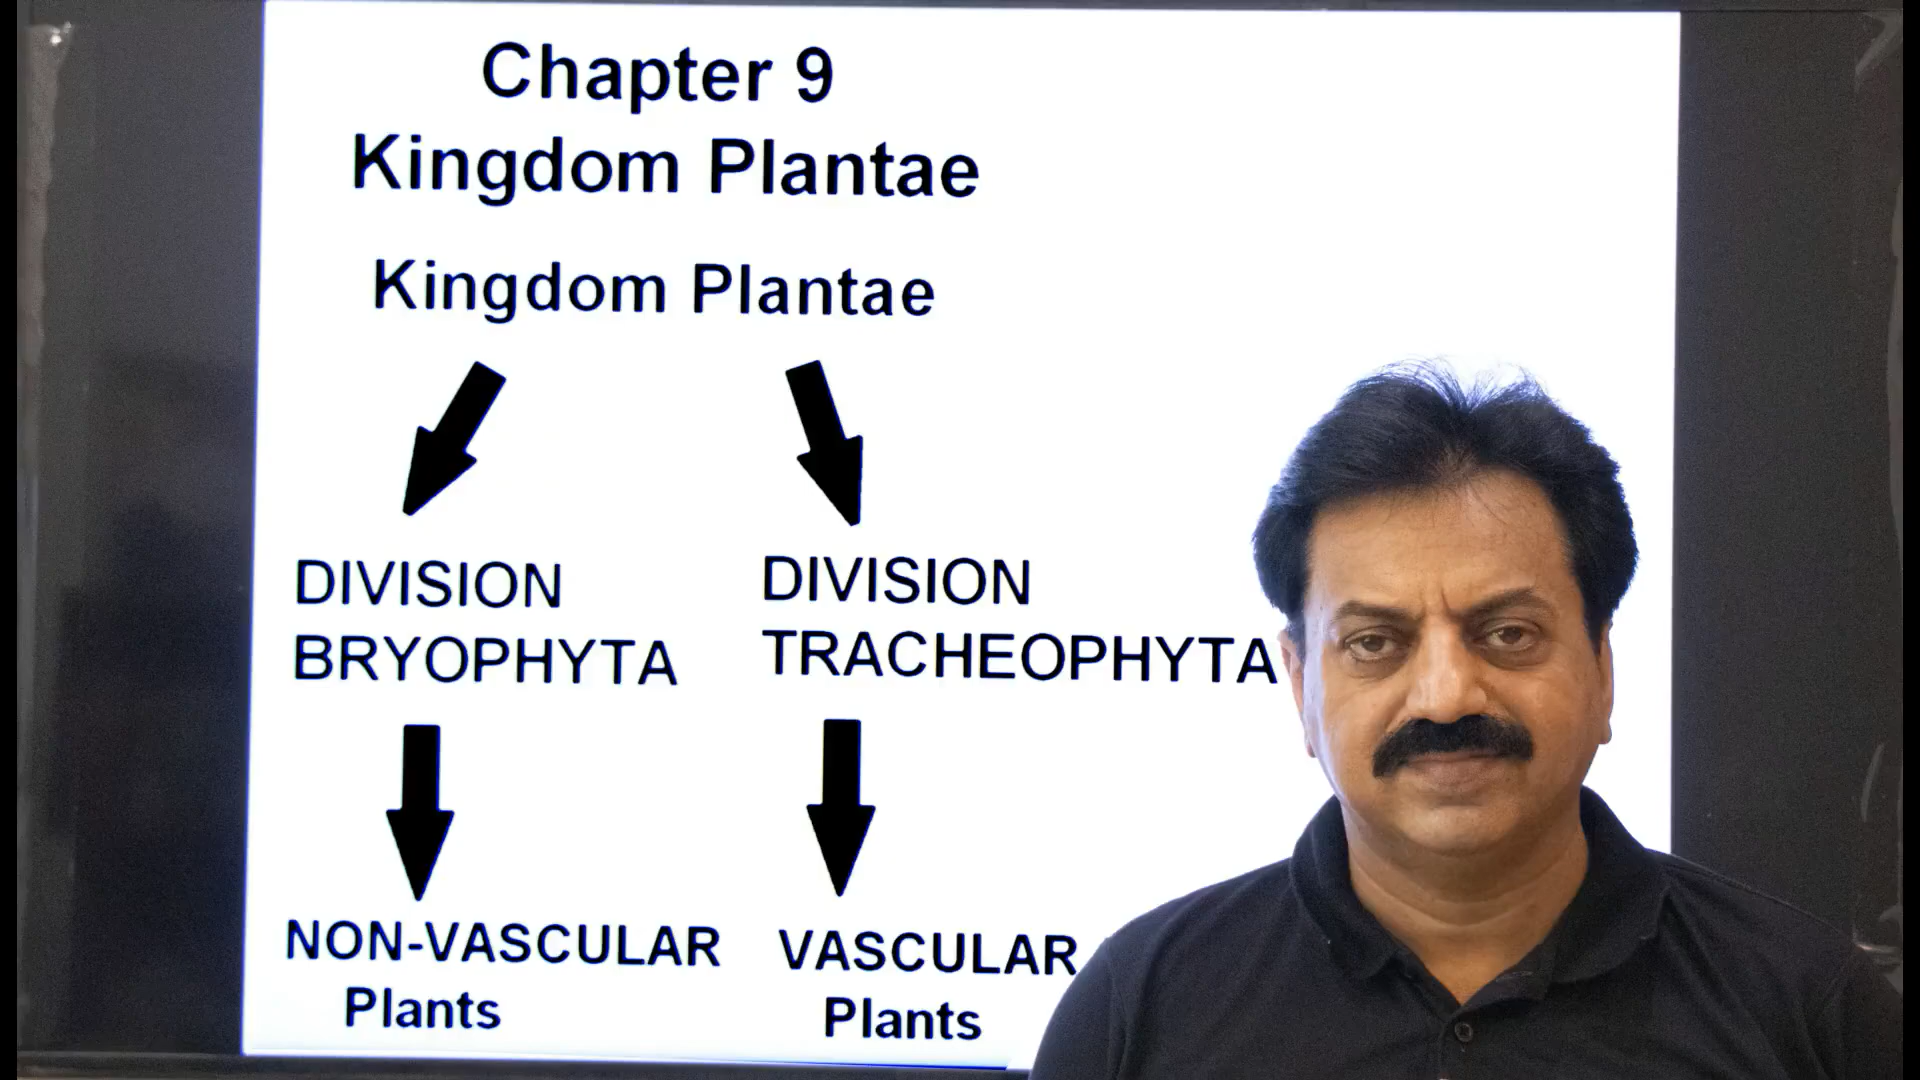 Chapter 9
Kingdom Plantae
Kingdom Plantae
DIVISION
BRYOPHYTA
DIVISION
TRACHEOPHYTA
NON-VASCULAR
Plants
VASCULAR
Plants